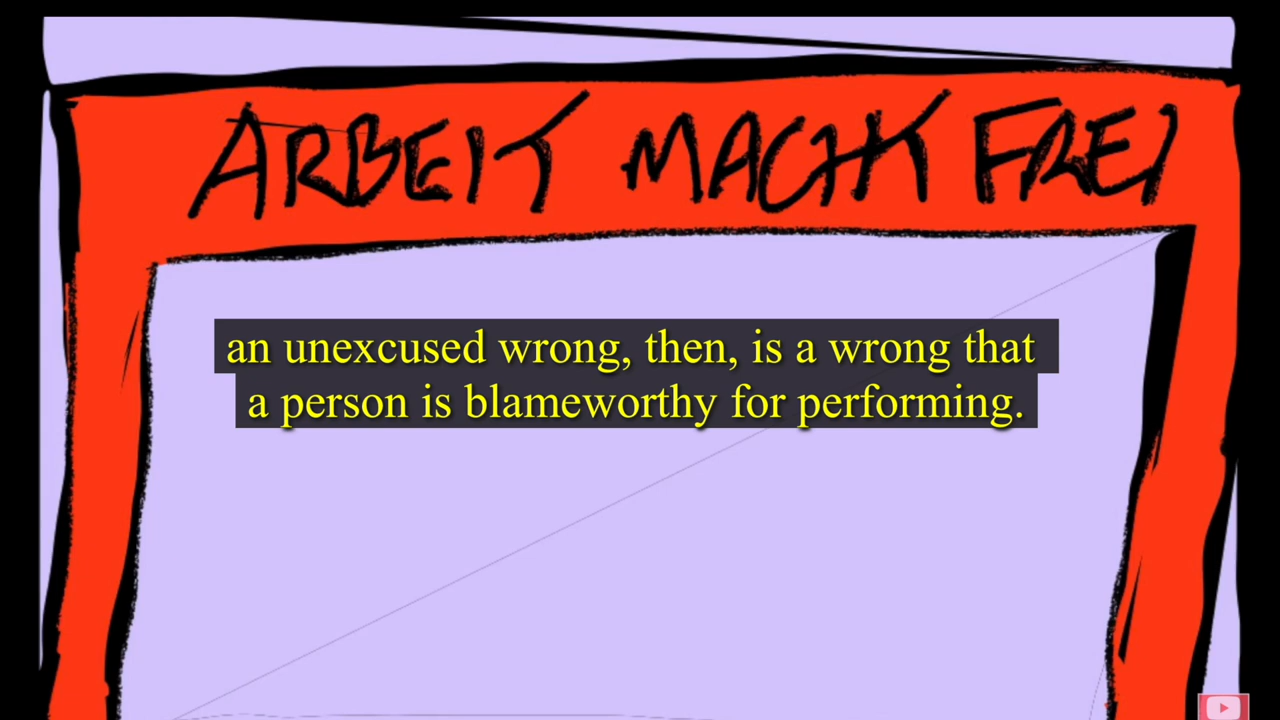 ARBEIT MACHT FREI
an unexcused wrong, then, is a wrong that
a person is blameworthy for performing.